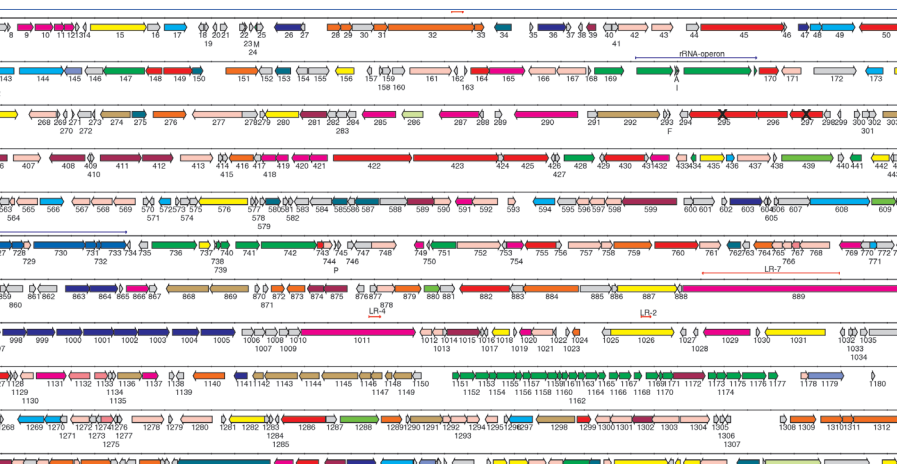 8 9 10 11 12 13 14 15 16 17 18 20 21 22 25 26 27 28 29 30 31 32 33 34 35 36 37 38 39 40 42 43 44 45 46 47 48 49 50
19 23 M 41
24
rRNA-operon
143 144 145 146 147 148 149 150 151 152 153 154 155 156 157 159 161 162 164 165 166 167 168 169 A 170 171 172 173
158 160 163 I
268 269 271 273 274 275 276 277 278 279 280 281 282 284 285 286 287 288 289 290 291 292 293 294 295 296 297 298 299 300 302 303
270 272 283 F 301
407 408 409 411 412 413 414 416 417 419 420 421 422 423 424 425 426 428 429 430 431 432 433 434 435 436 437 438 439 440 441 442
410 415 418 427 443
563 565 566 567 568 569 570 572 573 575 576 577 580 581 583 584 585 586 587 588 589 590 591 592 593 594 595 596 597 598 599 600 601 602 603 604 606 607 608 609
564 571 574 578 582 605
579
727 728 730 731 732 733 734 735 736 737 738 740 741 742 743 745 746 748 749 751 752 753 755 756 757 758 759 760 761 762 763 764 765 767 768 769 770 772
729 739 744 747 750 754 766 771
P
LR-7
859 861 862 863 864 865 866 867 868 869 870 872 873 874 875 876 877 879 880 881 882 883 884 885 886 887 888 889
860 871 878
LR-4 LR-2
998 999 1000 1001 1002 1003 1004 1005 1006 1008 1010 1011 1012 1014 1015 1016 1018 1019 1021 1022 1024 1025 1026 1027 1029 1030 1031 1032 1035
1007 1009 1013 1017 1020 1023 1028 1033
1034
1128 1131 1132 1133 1136 1137 1138 1140 1141 1142 1143 1144 1145 1146 1148 1150 1151 1153 1155 1157 1159 1161 1163 1165 1167 1169 1171 1172 1173 1175 1176 1177 1178 1179 1180
1129 1134 1139 1147 1149 1152 1154 1156 1158 1160 1164 1166 1168 1170 1174
1130 1135 1162
1268 1269 1270 1272 1274 1276 1278 1279 1280 1281 1282 1283 1286 1287 1288 1289 1290 1291 1292 1294 1295 1296 1297 1298 1299 1300 1301 1302 1303 1304 1305 1308 1309 1310 1311 1312
1271 1273 1277 1284 1293 1306
1275 1285 1307